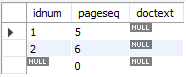 idnum pageseq doctext
1 5 NULL
2 6 NULL
NULL 0 NULL